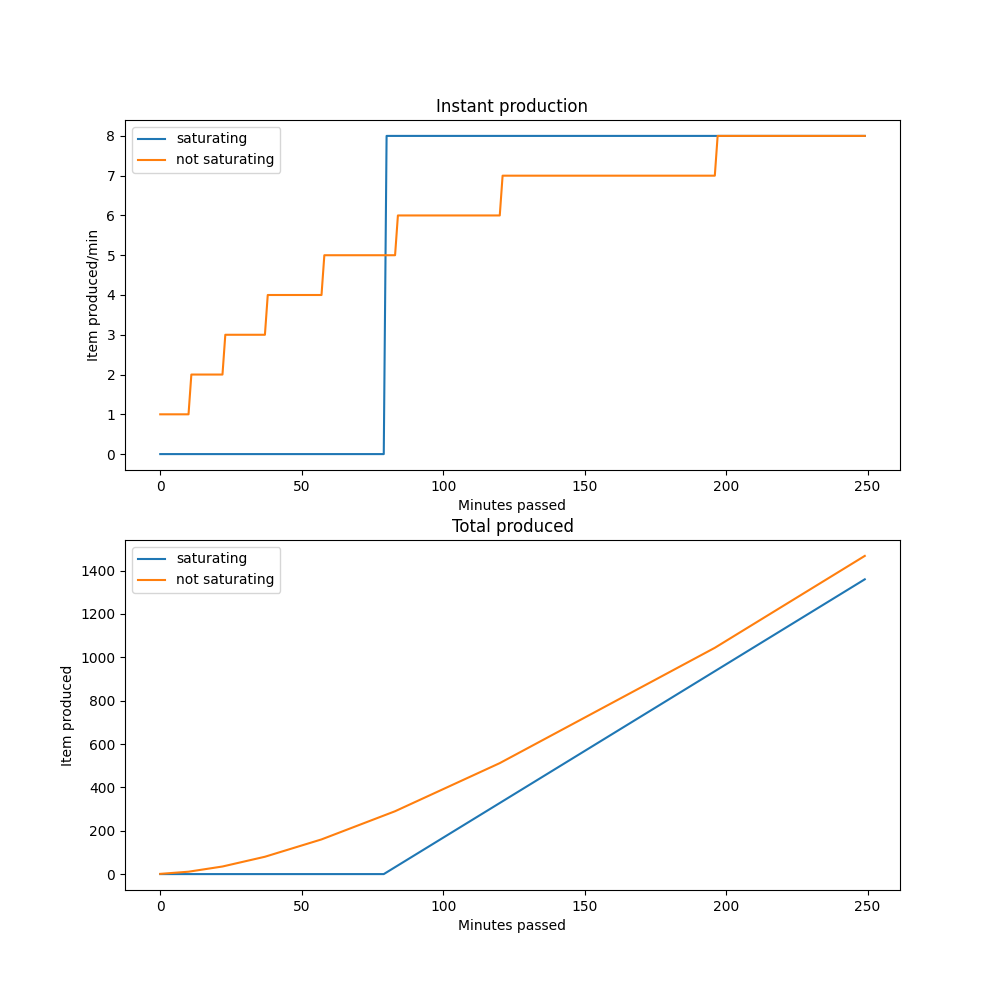 Instant production
saturating
not saturating
8
7
6
5
4
3
2
1
0
Item produced/min
0 50 100 150 200 250
Minutes passed
Total produced
saturating
not saturating
1400
1200
1000
800
600
400
200
0
Item produced
0 50 100 150 200 250
Minutes passed